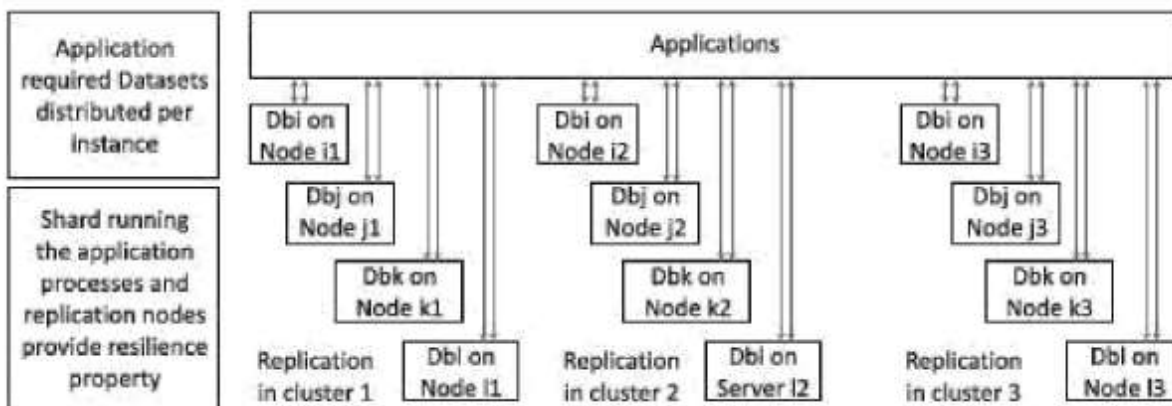 Application
required Datasets
distributed per
instance
Shard running
the application
processes and
replication nodes
provide resilience
property
Applications
Dbi on
Node i1
Dbj on
Node j1
Dbk on
Node k1
Dbl on
Node l1
Replication
in cluster 1
Dbi on
Node i2
Dbj on
Node j2
Dbk on
Node k2
Dbl on
Server l2
Replication
in cluster 2
Dbi on
Node i3
Dbj on
Node j3
Dbk on
Node k3
Dbl on
Node l3
Replication
in cluster 3